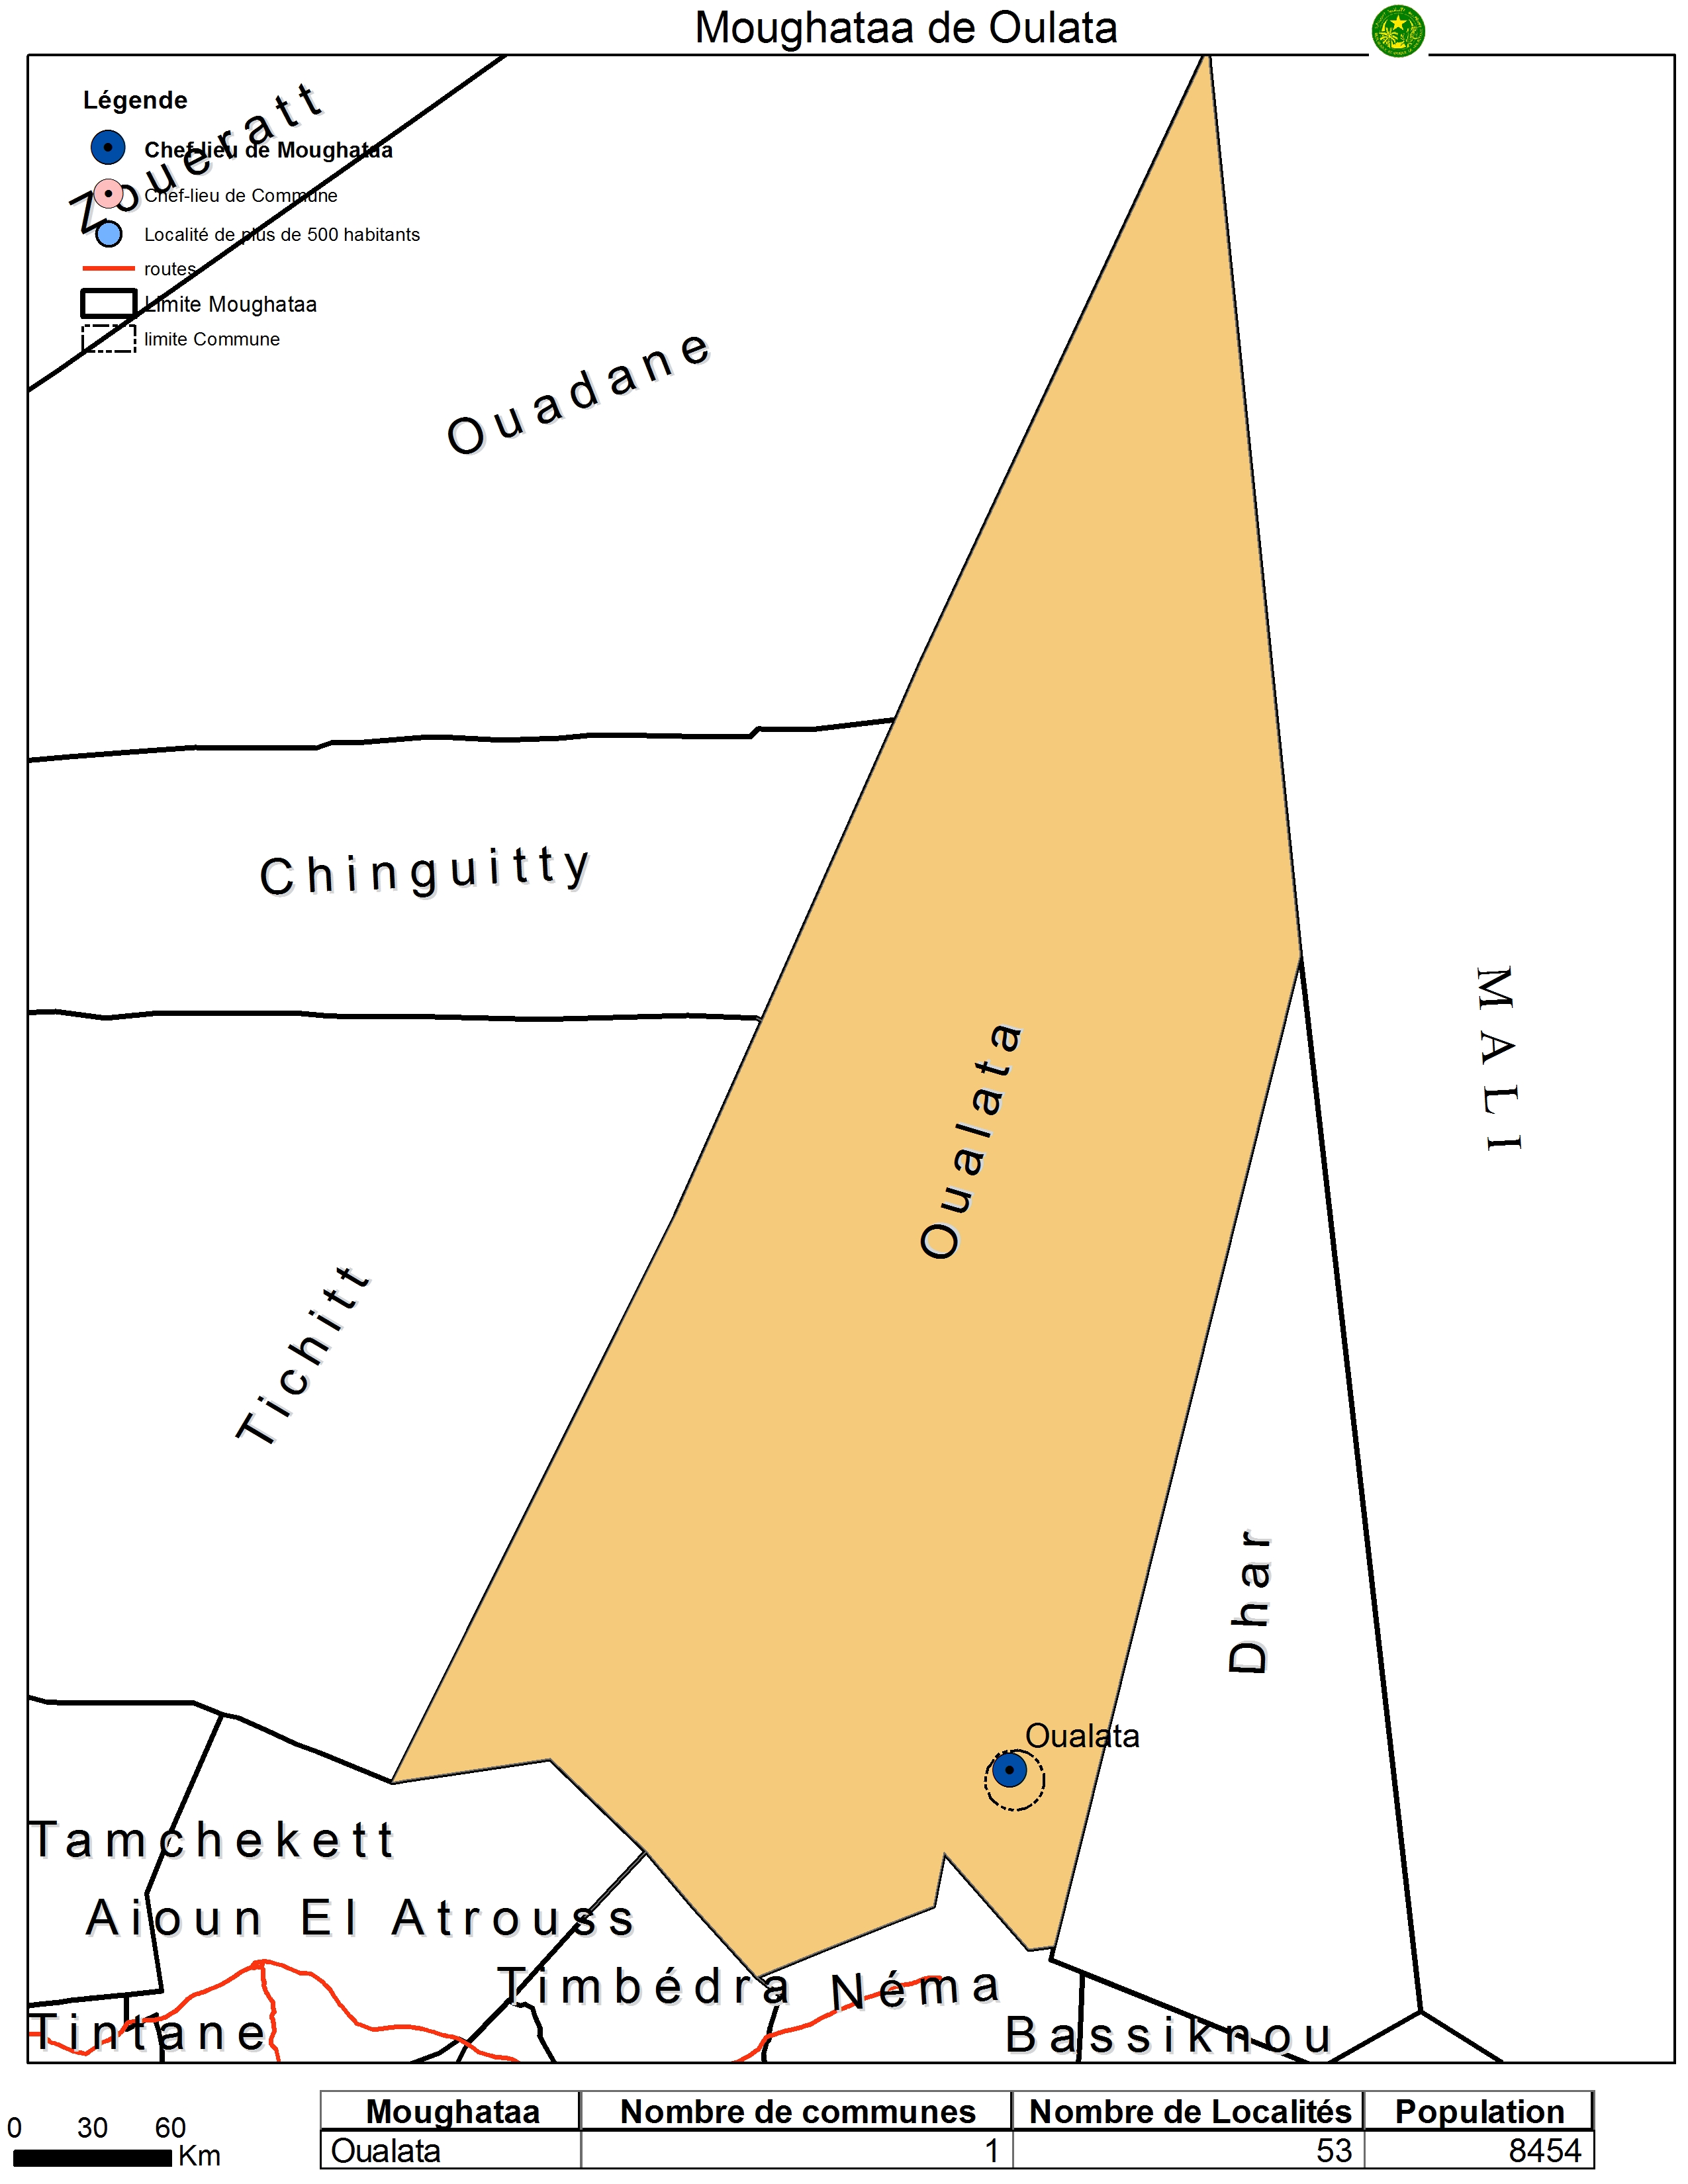 Moughataa de Oulata
Légende
Chef-lieu de Moughataa
Chef-lieu de Commune
Localité de plus de 500 habitants
routes
Limite Moughataa
limite Commune
Zoueratt
Ouadane
Chinguitty
MALI
Oualata
Tichitt
Dhar
Oualata
Tamchekett
Aioun El Atrouss
Timbédra
Néma
Tintane
Bassiknou
0 30 60
Km
Moughataa Nombre de communes Nombre de Localités Population
Oualata 1 53 8454